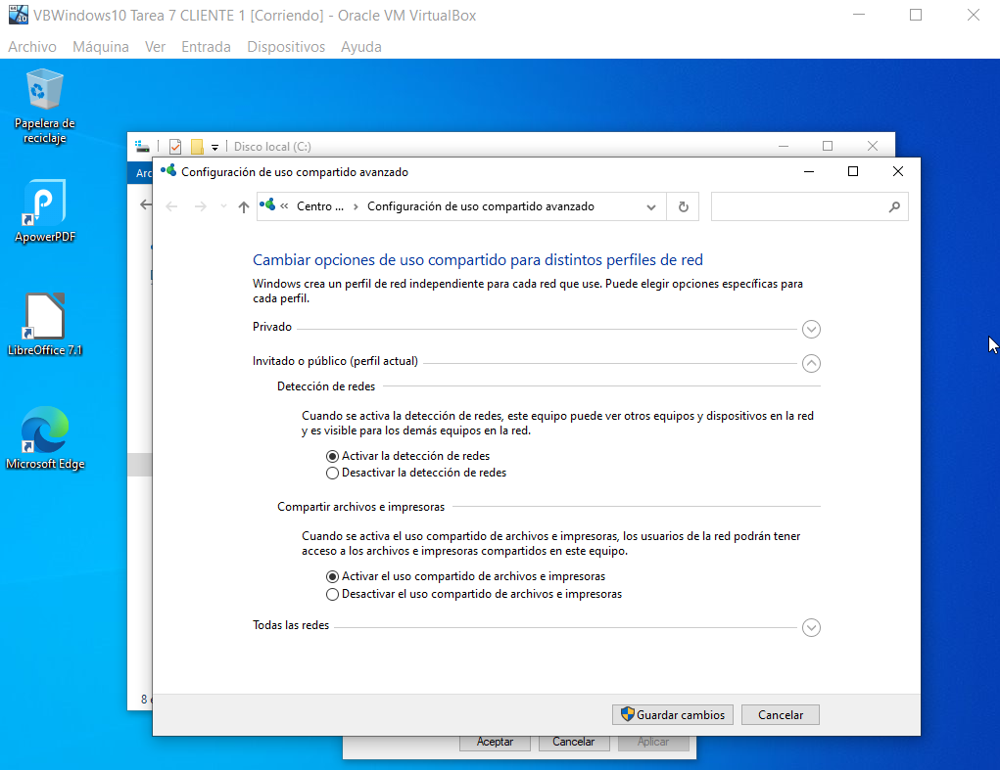 VBWindows10 Tarea 7 CLIENTE 1 [Corriendo] - Oracle VM VirtualBox
Archivo Máquina Ver Entrada Dispositivos Ayuda
Papelera de
reciclaje
ApowerPDF
LibreOffice 7.1
Microsoft Edge
Disco local (C:)
Arc
Configuración de uso compartido avanzado
« Centro ... › Configuración de uso compartido avanzado
Cambiar opciones de uso compartido para distintos perfiles de red
Windows crea un perfil de red independiente para cada red que use. Puede elegir opciones específicas para
cada perfil.
Privado
Invitado o público (perfil actual)
Detección de redes
Cuando se activa la detección de redes, este equipo puede ver otros equipos y dispositivos en la red
y es visible para los demás equipos en la red.
Activar la detección de redes
Desactivar la detección de redes
Compartir archivos e impresoras
Cuando se activa el uso compartido de archivos e impresoras, los usuarios de la red podrán tener
acceso a los archivos e impresoras compartidos en este equipo.
Activar el uso compartido de archivos e impresoras
Desactivar el uso compartido de archivos e impresoras
Todas las redes
8 e
Guardar cambios Cancelar
Aceptar Cancelar Aplicar